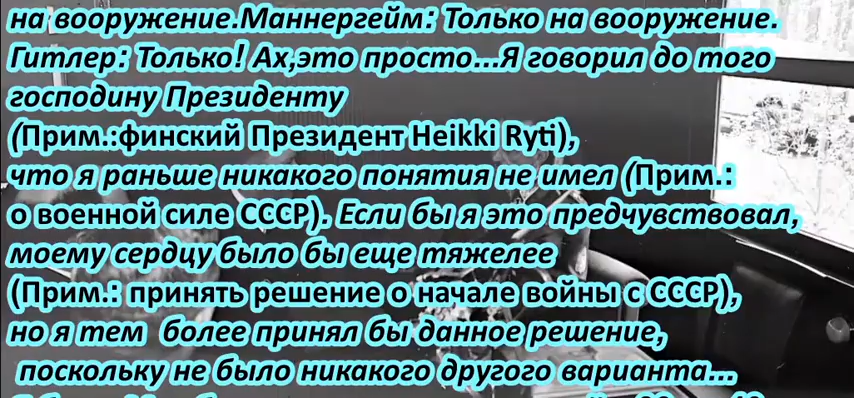 на вооружение.Маннергейм: Только на вооружение.
Гитлер: Только! Ах,это просто...Я говорил до того
господину Президенту
(Прим.:финский Президент Heikki Ryti),
что я раньше никакого понятия не имел (Прим.:
о военной силе СССР). Если бы я это предчувствовал,
моему сердцу было бы еще тяжелее
(Прим.: принять решение о начале войны с СССР),
но я тем более принял бы данное решение,
поскольку не было никакого другого варианта...